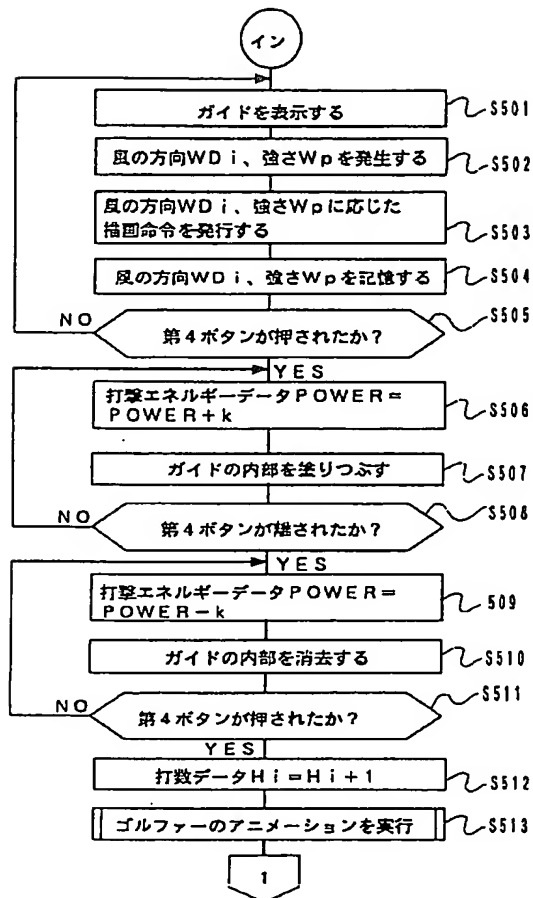 イン
ガイドを表示する
S501
風の方向WDi、強さWpを発生する
S502
風の方向WDi、強さWpに応じた
描画命令を発行する
S503
風の方向WDi、強さWpを記憶する
S504
S505
NO
第4ボタンが押されたか?
YES
打撃エネルギーデータPOWER=
POWER+k
S506
ガイドの内部を塗りつぶす
S507
S508
NO
第4ボタンが離されたか?
YES
打撃エネルギーデータPOWER=
POWER-k
509
ガイドの内部を消去する
S510
S511
NO
第4ボタンが押されたか?
YES
打数データHi=Hi+1
S512
ゴルファーのアニメーションを実行
S513
1